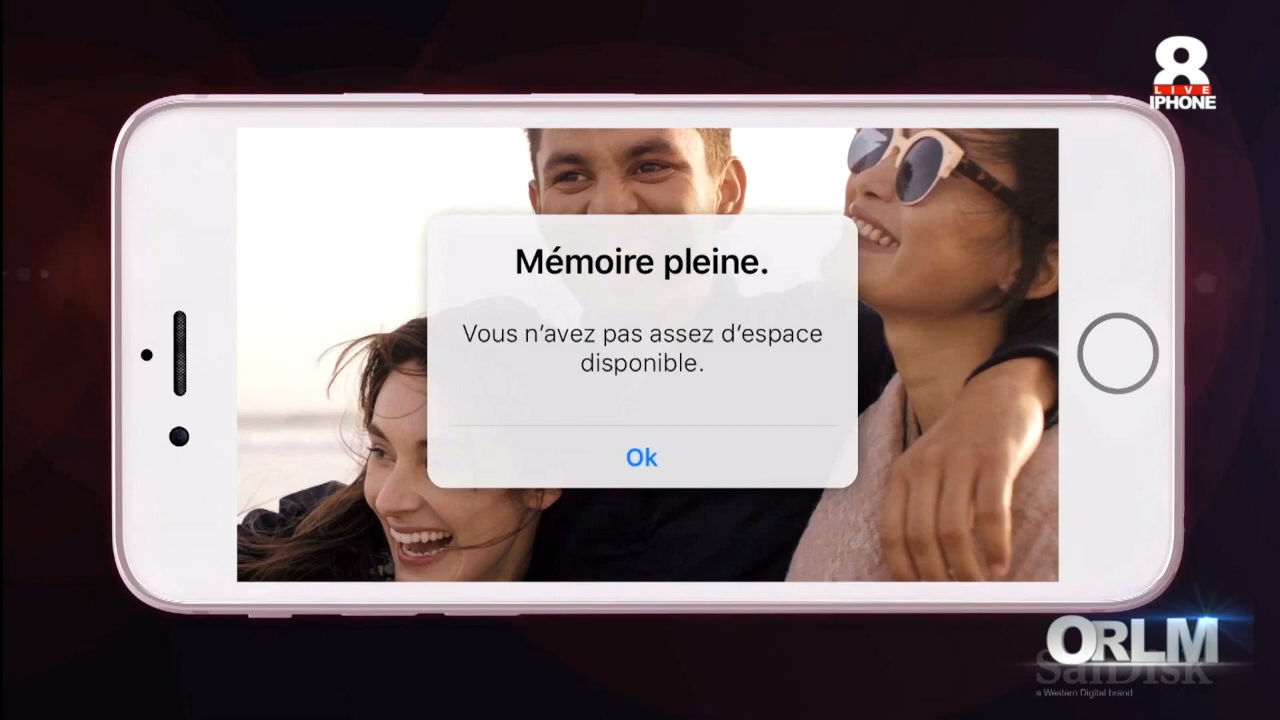 8
LIVE
IPHONE
Mémoire pleine.
Vous n’avez pas assez d’espace
disponible.
Ok
ORLM
SanDisk
a Western Digital brand